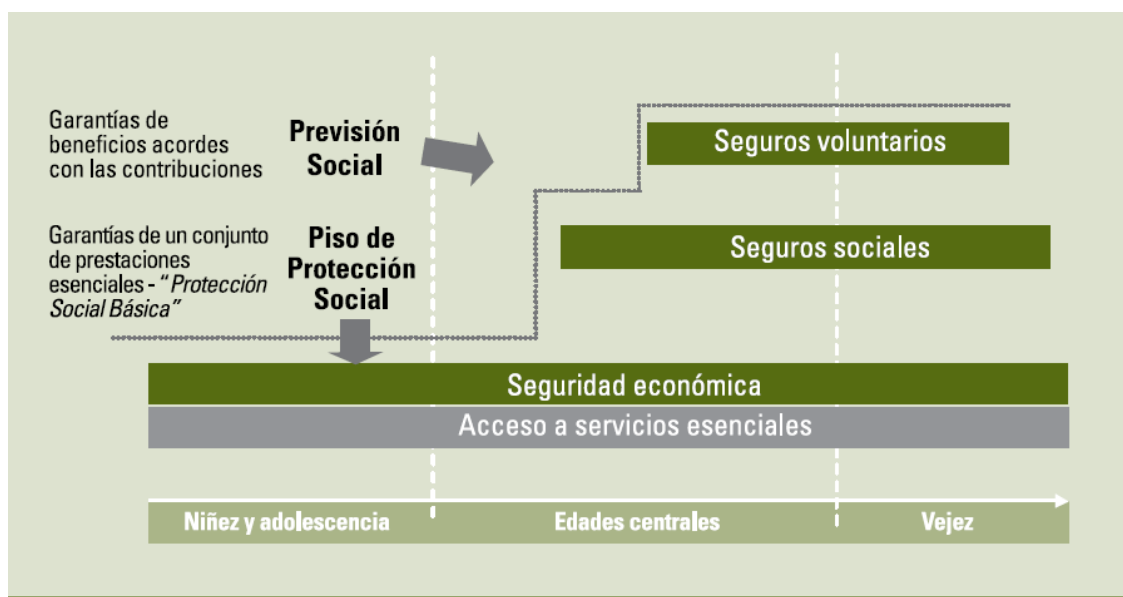 Garantías de
beneficios acordes
con las contribuciones
Previsión
Social
Seguros voluntarios
Garantías de un conjunto
de prestaciones
esenciales - "Protección
Social Básica"
Piso de
Protección
Social
Seguros sociales
Seguridad económica
Acceso a servicios esenciales
Niñez y adolescencia
Edades centrales
Vejez